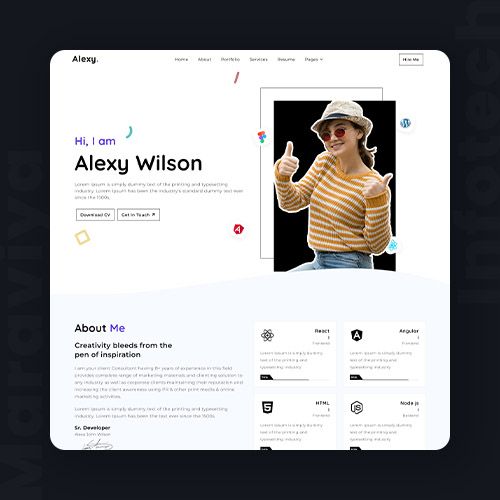 Alexy.
Home About Portfolio Services Resume Pages
Hire Me
Hi, I am
Alexy Wilson
Lorem Ipsum is simply dummy text of the printing and typesetting
industry. Lorem Ipsum has been the industry's standard dummy text ever
since the 1500s,
Download CV
Get In Touch
About Me
Creativity bleeds from the
pen of inspiration
I am your client Consultant having 8+ years of experience in this field
provides complete range of marketing materials and clienting solution to
any industry as well as corporate clients maintaining their reputation and
increasing the client awareness using PR & other print media & online
marketing activities.
Lorem Ipsum is simply dummy text of the printing and typesetting
industry. Lorem Ipsum has been the text ever since the 1500s.
Sr. Developer
Alexa John Wilson
React
Frontend
Lorem Ipsum is simply dummy
text of the printing and
typesetting industry
Angular
Frontend
Lorem Ipsum is simply dummy
text of the printing and
typesetting industry
HTML
Frontend
Lorem Ipsum is simply dummy
text of the printing and
typesetting industry
Node js
Backend
Lorem Ipsum is simply dummy
text of the printing and
typesetting industry